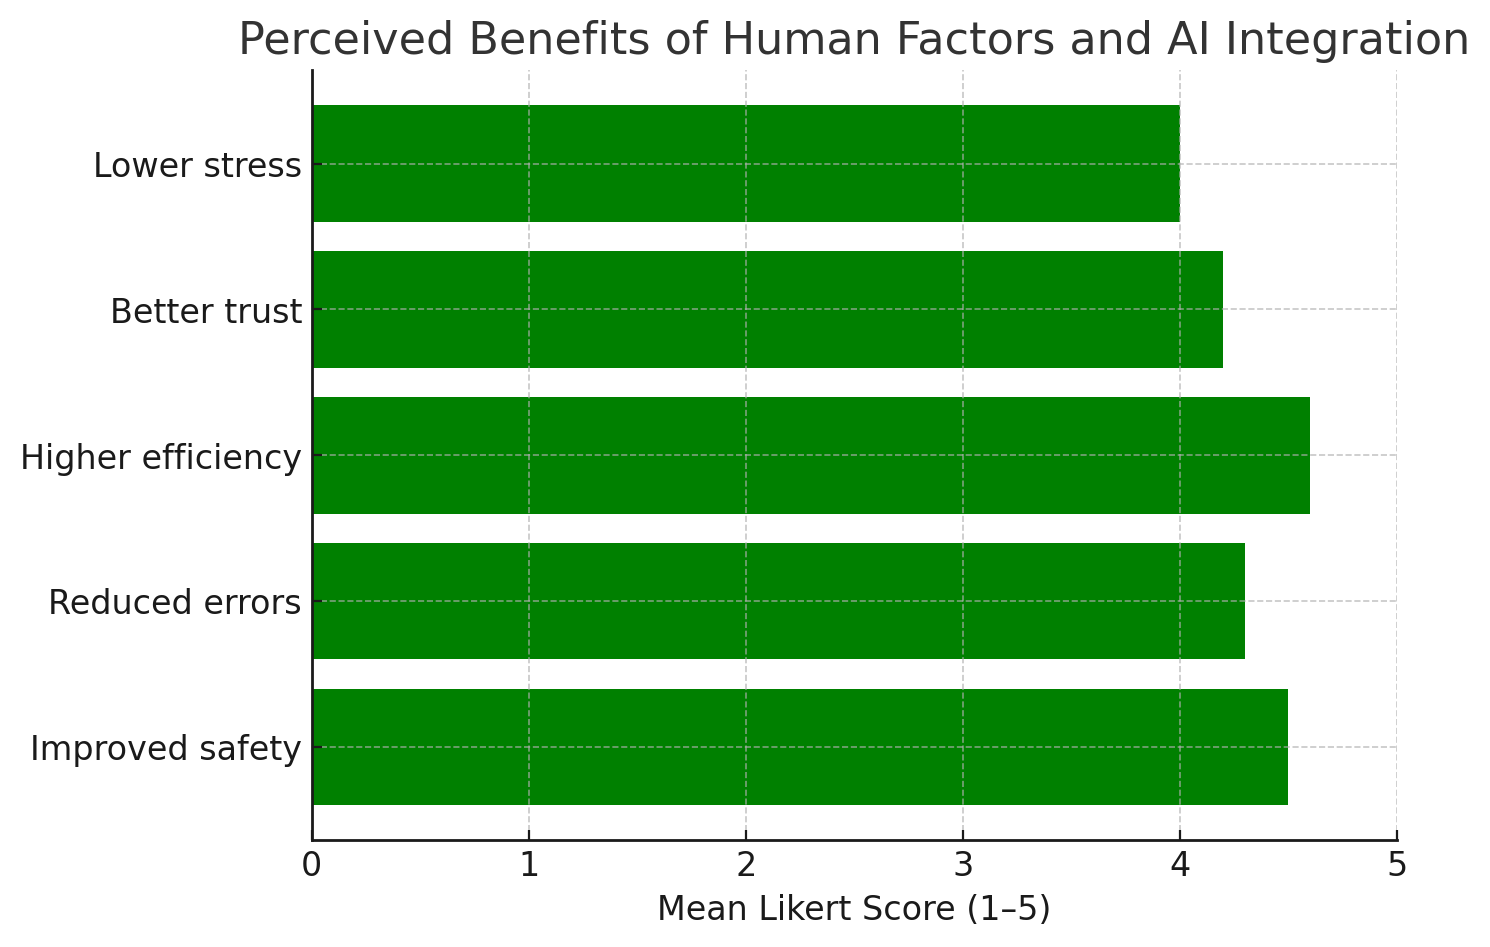 Perceived Benefits of Human Factors and AI Integration
Lower stress
Better trust
Higher efficiency
Reduced errors
Improved safety
0 1 2 3 4 5
Mean Likert Score (1–5)